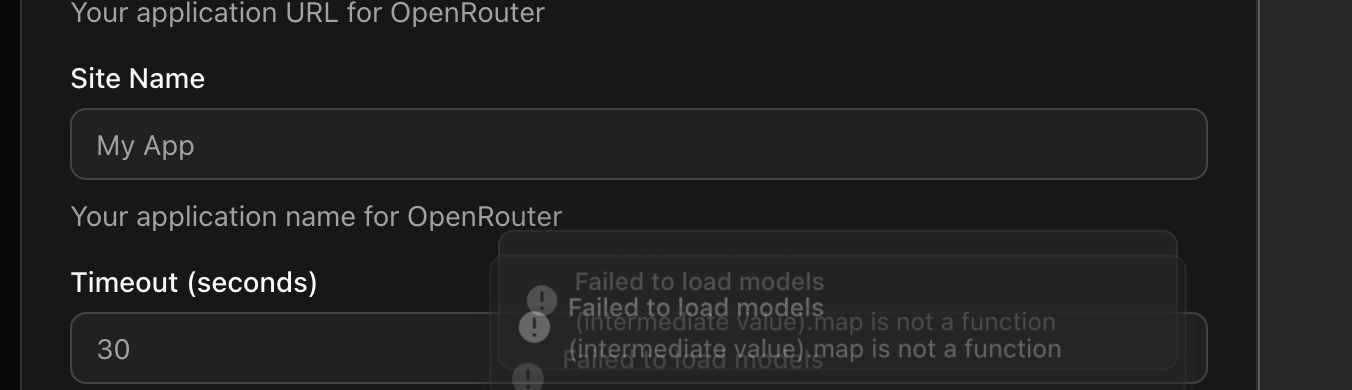 Your application URL for OpenRouter
Site Name
My App
Your application name for OpenRouter
Timeout (seconds)
30
Failed to load models
Failed to load models
(intermediate value).map is not a function
(intermediate value).map is not a function
Failed to load models